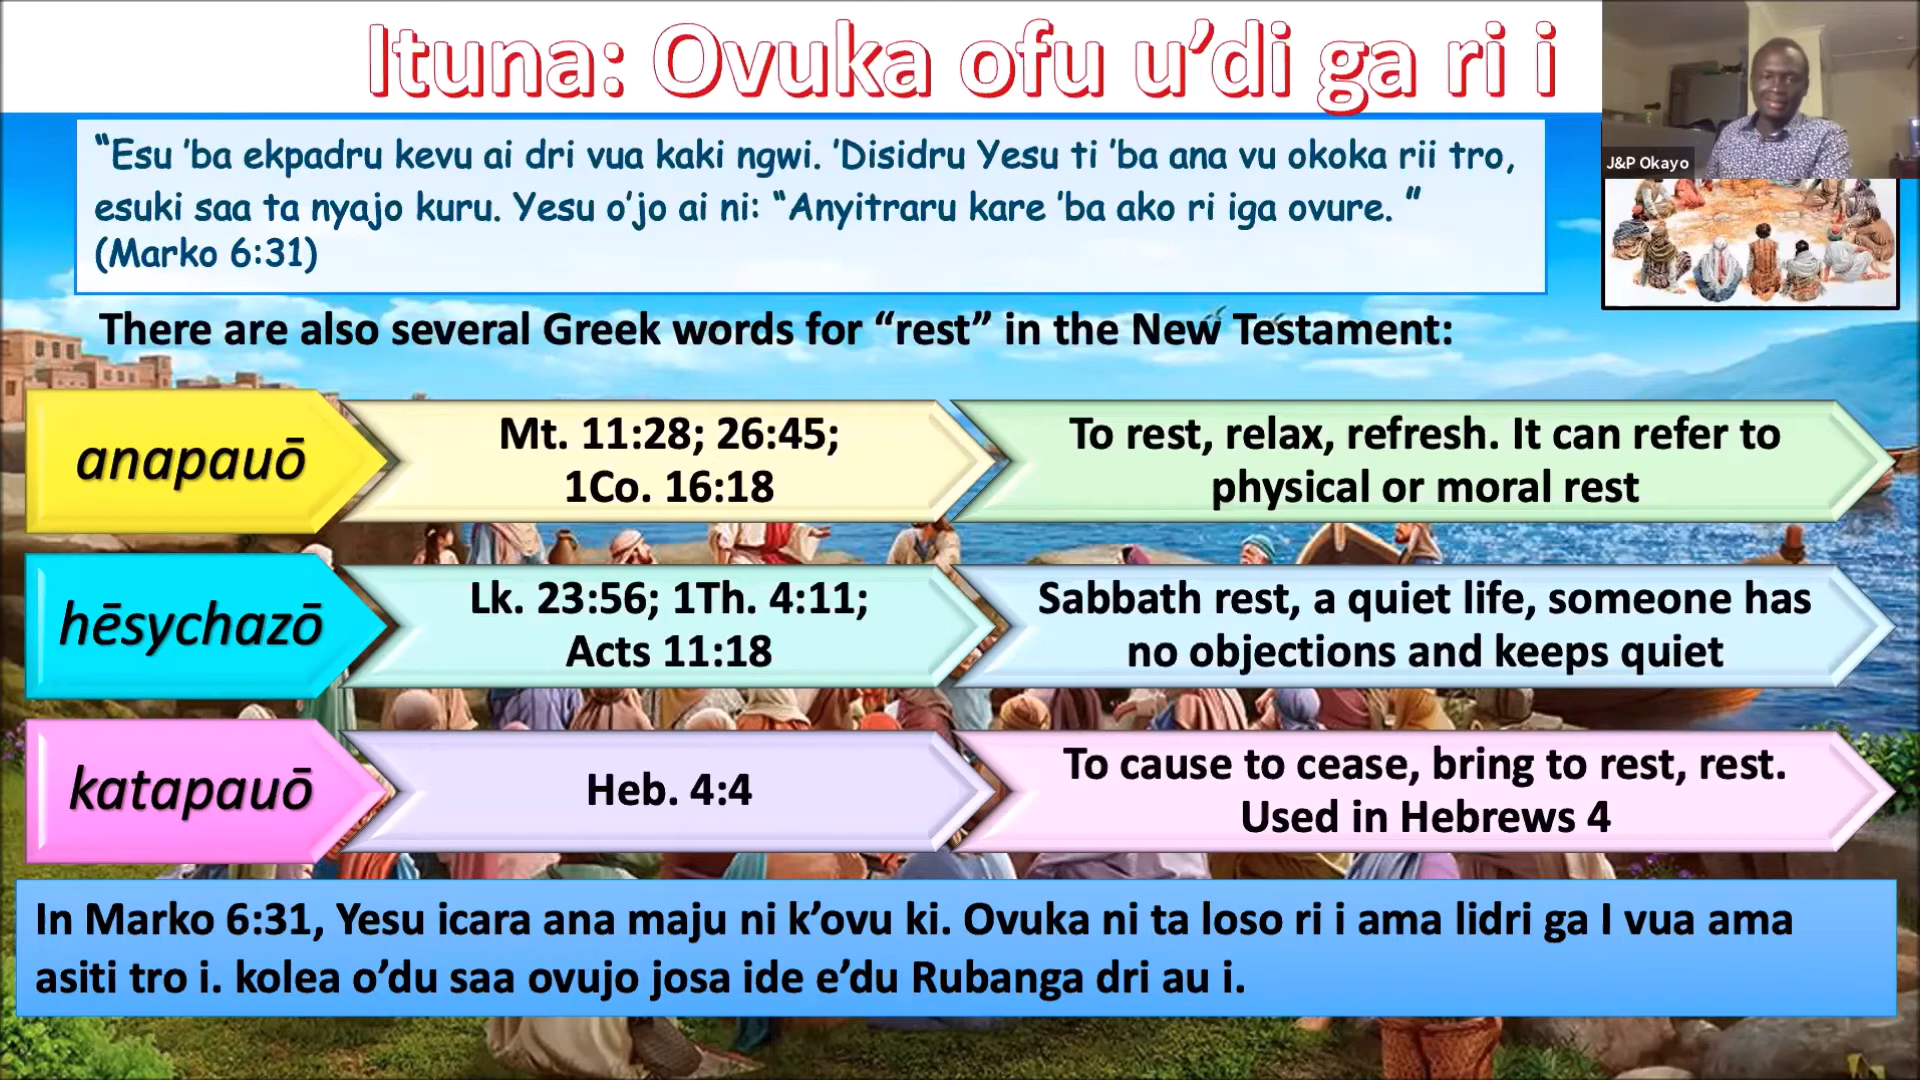 Ituna: Ovuka ofu u’di ga ri i
J&P Okayo
“Esu ’ba ekpadru kevu ai dri vua kaki ngwi. ’Disidru Yesu ti ’ba ana vu okoka rii tro,
esuki saa ta nyajo kuru. Yesu o’jo ai ni: “Anyitraru kare ’ba ako ri iga ovure. ”
(Marko 6:31)
There are also several Greek words for “rest” in the New Testament:
anapauō
Mt. 11:28; 26:45;
1Co. 16:18
To rest, relax, refresh. It can refer to
physical or moral rest
hēsychazō
Lk. 23:56; 1Th. 4:11;
Acts 11:18
Sabbath rest, a quiet life, someone has
no objections and keeps quiet
katapauō
Heb. 4:4
To cause to cease, bring to rest, rest.
Used in Hebrews 4
In Marko 6:31, Yesu icara ana maju ni k’ovu ki. Ovuka ni ta loso ri i ama lidri ga I vua ama
asiti tro i. kolea o’du saa ovujo josa ide e’du Rubanga dri au i.